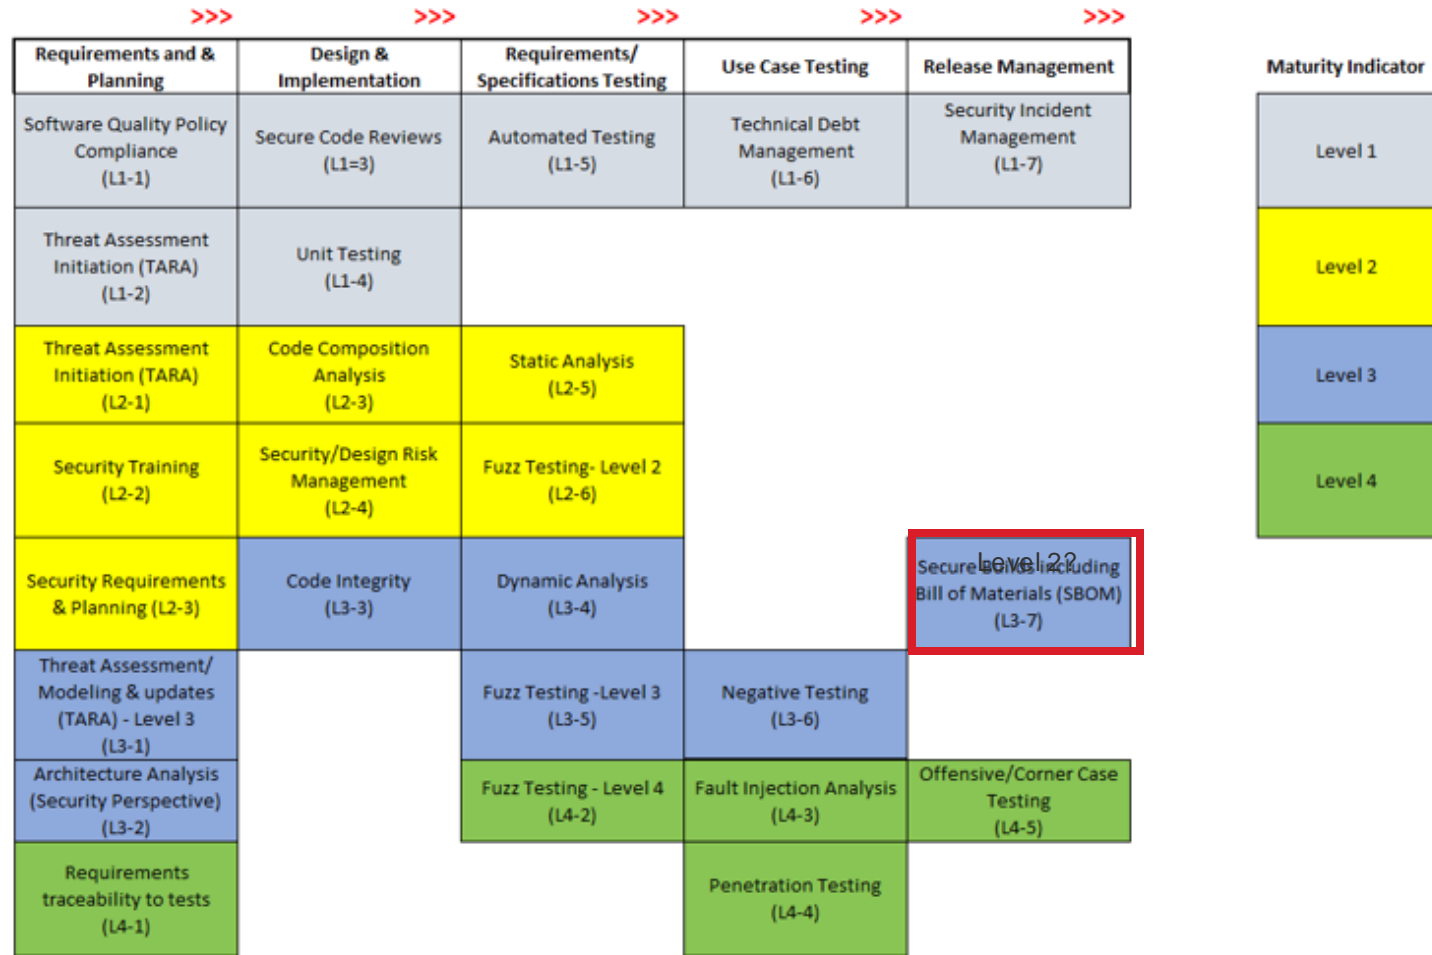 >>> >>> >>> >>> >>>
Requirements and &
Planning
Design &
Implementation
Requirements/
Specifications Testing
Use Case Testing
Release Management
Maturity Indicator
Software Quality Policy
Compliance
(L1-1)
Secure Code Reviews
(L1=3)
Automated Testing
(L1-5)
Technical Debt
Management
(L1-6)
Security Incident
Management
(L1-7)
Level 1
Threat Assessment
Initiation (TARA)
(L1-2)
Unit Testing
(L1-4)
Level 2
Threat Assessment
Initiation (TARA)
(L2-1)
Code Composition
Analysis
(L2-3)
Static Analysis
(L2-5)
Level 3
Security Training
(L2-2)
Security/Design Risk
Management
(L2-4)
Fuzz Testing- Level 2
(L2-6)
Level 4
Security Requirements
& Planning (L2-3)
Code Integrity
(L3-3)
Dynamic Analysis
(L3-4)
Level 2?
Secure Builds including
Bill of Materials (SBOM)
(L3-7)
Threat Assessment/
Modeling & updates
(TARA) - Level 3
(L3-1)
Fuzz Testing -Level 3
(L3-5)
Negative Testing
(L3-6)
Architecture Analysis
(Security Perspective)
(L3-2)
Fuzz Testing - Level 4
(L4-2)
Fault Injection Analysis
(L4-3)
Offensive/Corner Case
Testing
(L4-5)
Requirements
traceability to tests
(L4-1)
Penetration Testing
(L4-4)